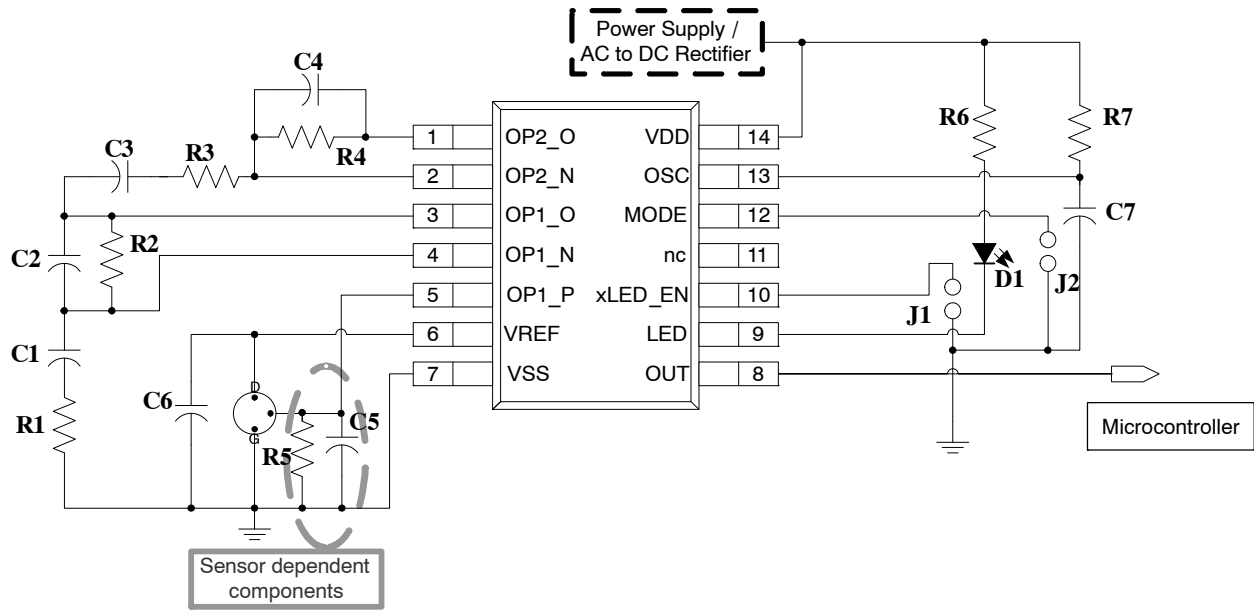 Power Supply /
AC to DC Rectifier
C4
R4
C3
R3
R6
R7
1
OP2_O
VDD
14
2
OP2_N
OSC
13
3
OP1_O
MODE
12
4
OP1_N
nc
11
5
OP1_P
xLED_EN
10
6
VREF
LED
9
7
VSS
OUT
8
C2
R2
C7
D1
J2
J1
C1
R1
C6
D
G
R5
C5
Microcontroller
Sensor dependent
components